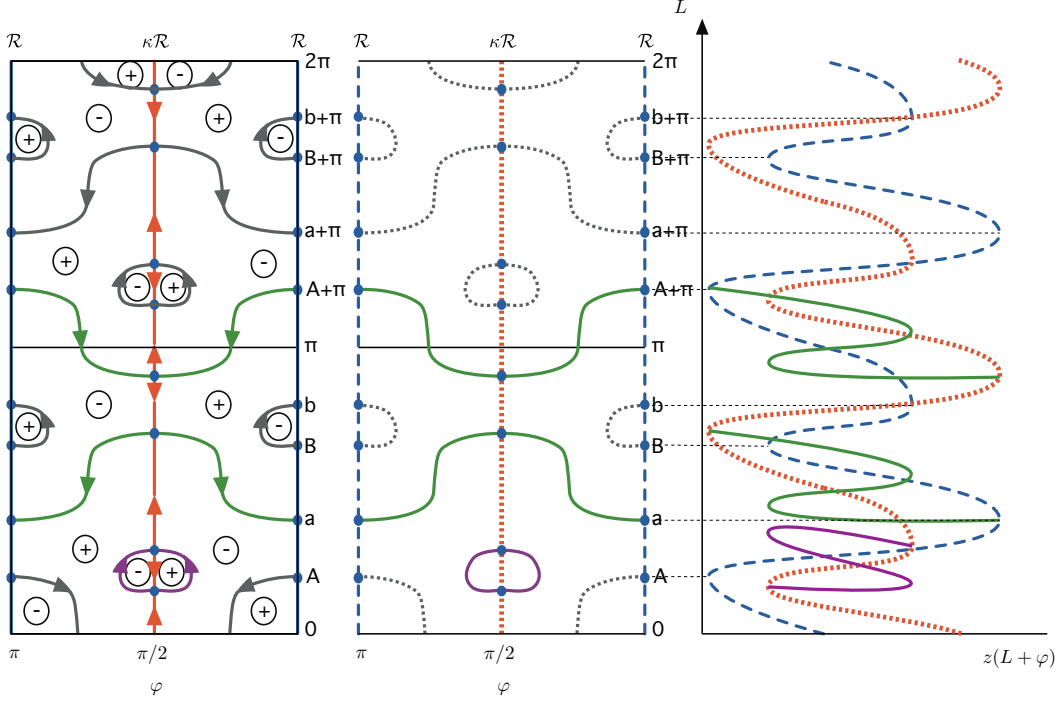 L
ℛ κℛ ℛ ℛ κℛ ℛ
2π 2π
+ -
b+π b+π
- +
+ -
B+π B+π
a+π a+π
+ -
- +
A+π A+π
π π
b b
- +
+ -
B B
a a
+ -
- +
A A
- +
0 0
π π/2 π π/2
z(L + φ)
φ φ